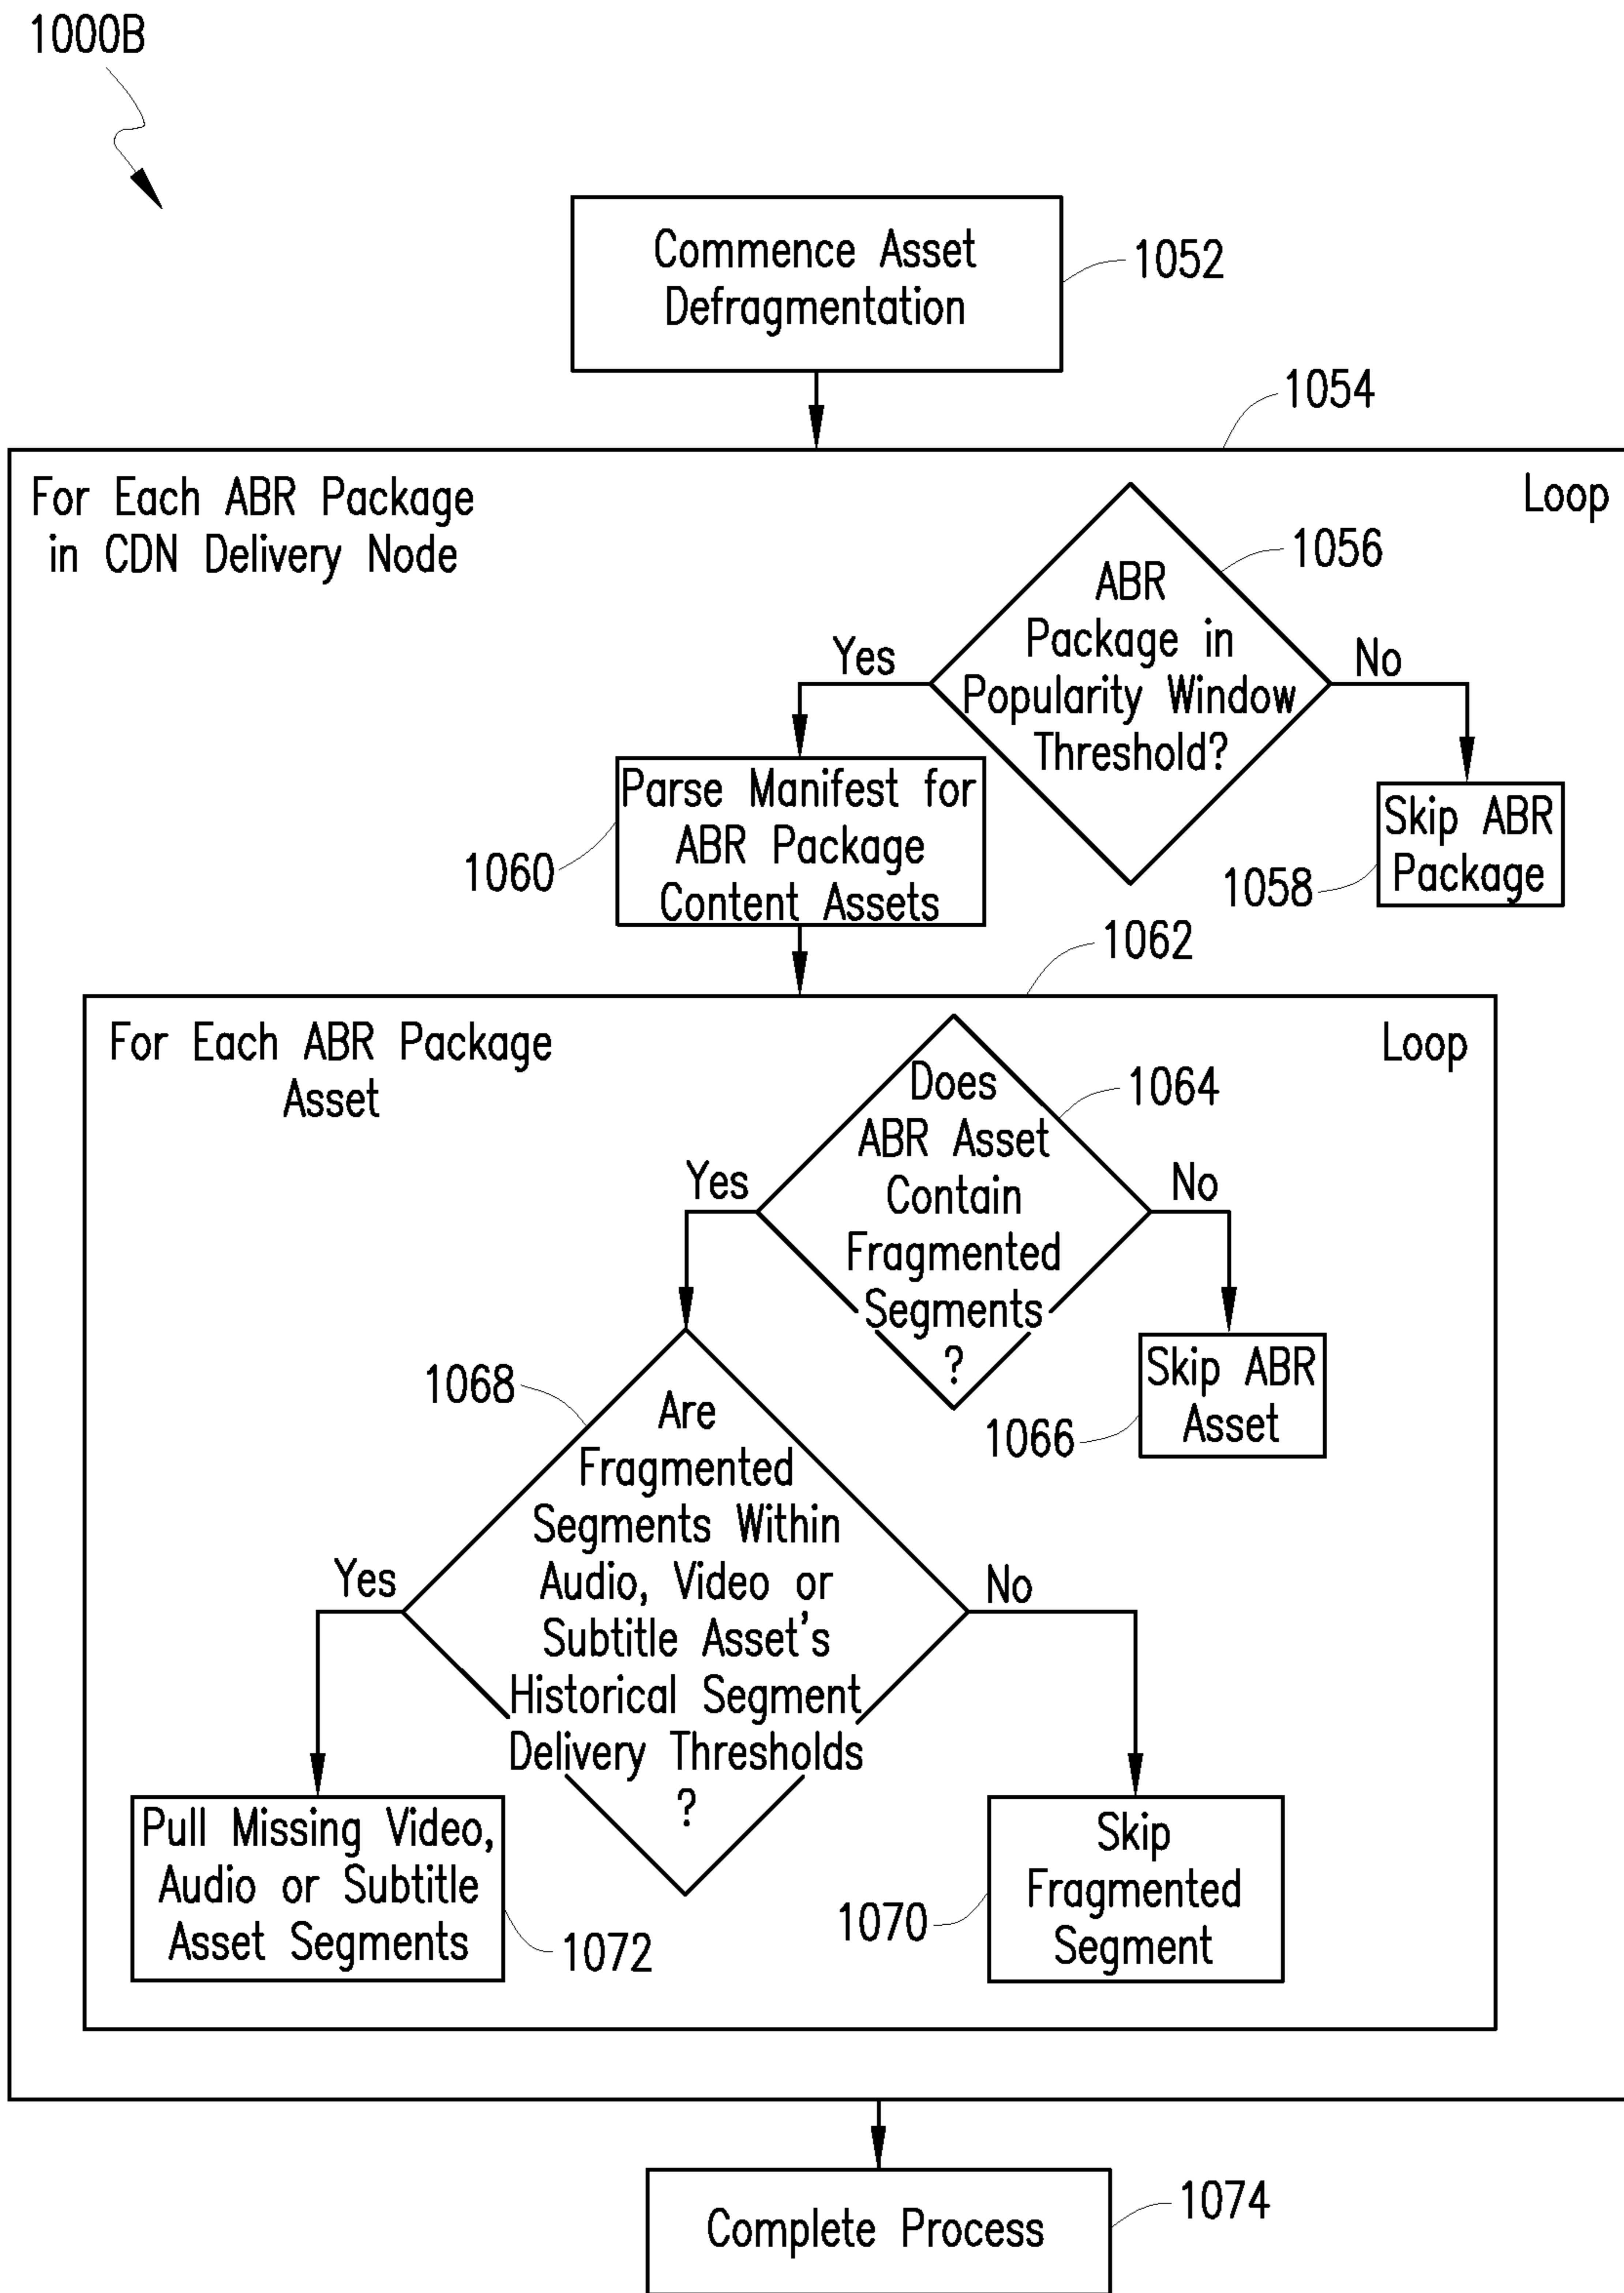 1000B
Commence Asset
Defragmentation
1052
1054
For Each ABR Package
in CDN Delivery Node
Loop
1056
ABR
Package in
Popularity Window
Threshold?
Yes
No
Parse Manifest for
ABR Package
Content Assets
1060
Skip ABR
Package
1058
1062
For Each ABR Package
Asset
Loop
1064
Does
ABR Asset
Contain
Fragmented
Segments
?
Yes
No
Skip ABR
Asset
1066
1068
Are
Fragmented
Segments Within
Audio, Video or
Subtitle Asset's
Historical Segment
Delivery Thresholds
?
Yes
No
Pull Missing Video,
Audio or Subtitle
Asset Segments
1072
Skip
Fragmented
Segment
1070
Complete Process
1074